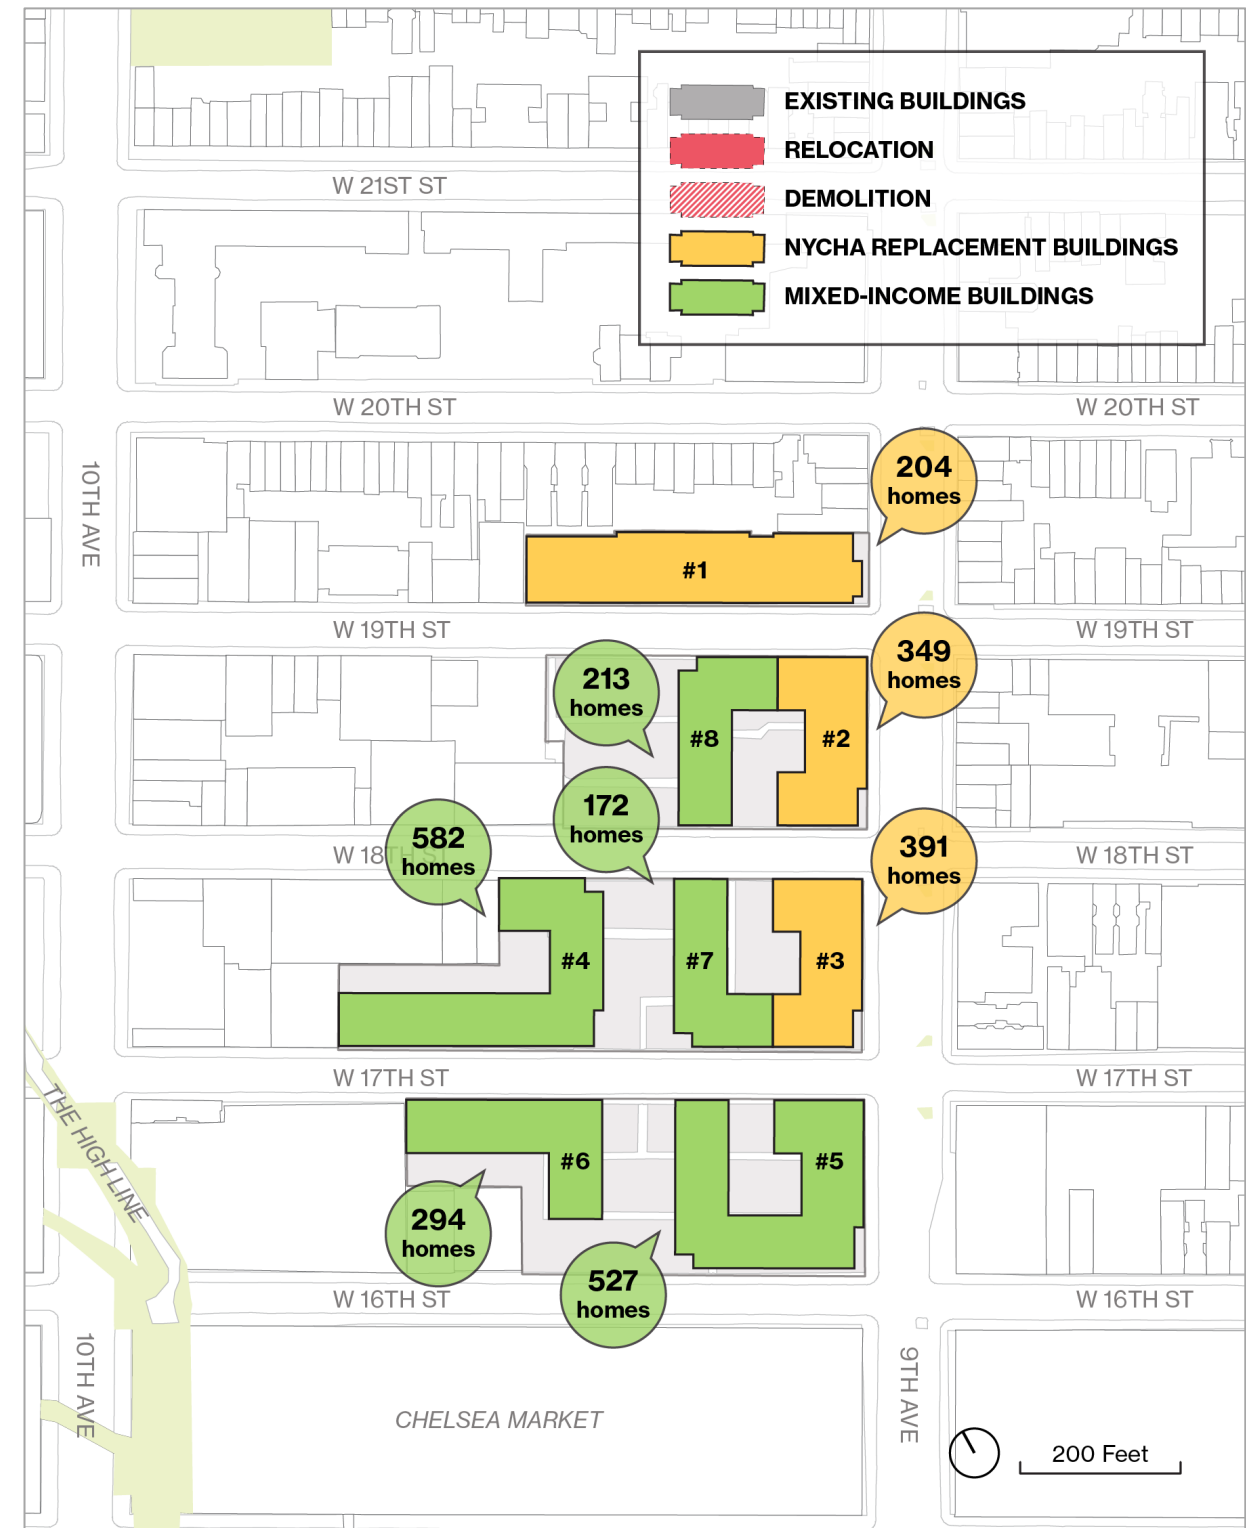 EXISTING BUILDINGS
RELOCATION
DEMOLITION
NYCHA REPLACEMENT BUILDINGS
MIXED-INCOME BUILDINGS
W 21ST ST
W 20TH ST
W 20TH ST
10TH AVE
204
homes
#1
W 19TH ST
W 19TH ST
213
homes
349
homes
#8
#2
172
homes
582
homes
391
homes
W 18TH ST
W 18TH ST
#4
#7
#3
W 17TH ST
W 17TH ST
THE HIGH LINE
#6
#5
294
homes
527
homes
W 16TH ST
W 16TH ST
10TH AVE
9TH AVE
CHELSEA MARKET
200 Feet